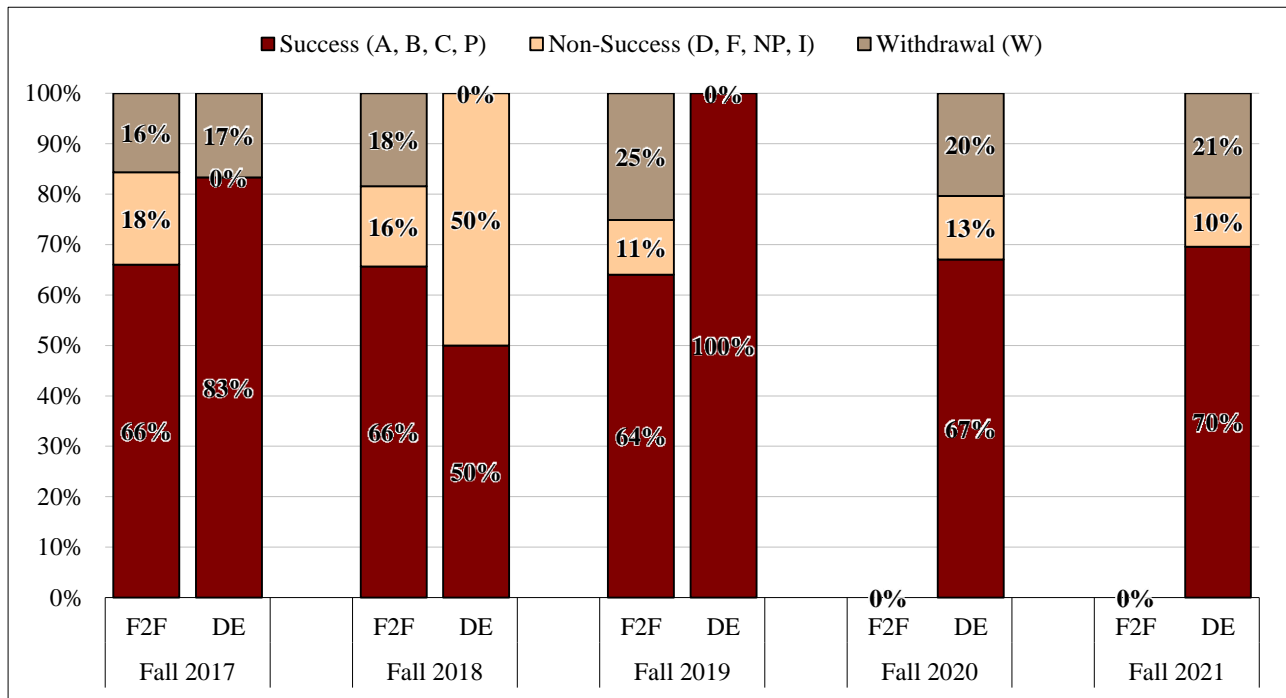 Success (A, B, C, P) Non-Success (D, F, NP, I) Withdrawal (W)
100%
90%
80%
70%
60%
50%
40%
30%
20%
10%
0%
16% 17% 18% 0% 25% 0% 20% 21%
18% 0% 16% 50% 11% 13% 10%
66% 83% 66% 50% 64% 100% 0% 67% 0% 70%
F2F DE F2F DE F2F DE F2F DE F2F DE
Fall 2017 Fall 2018 Fall 2019 Fall 2020 Fall 2021